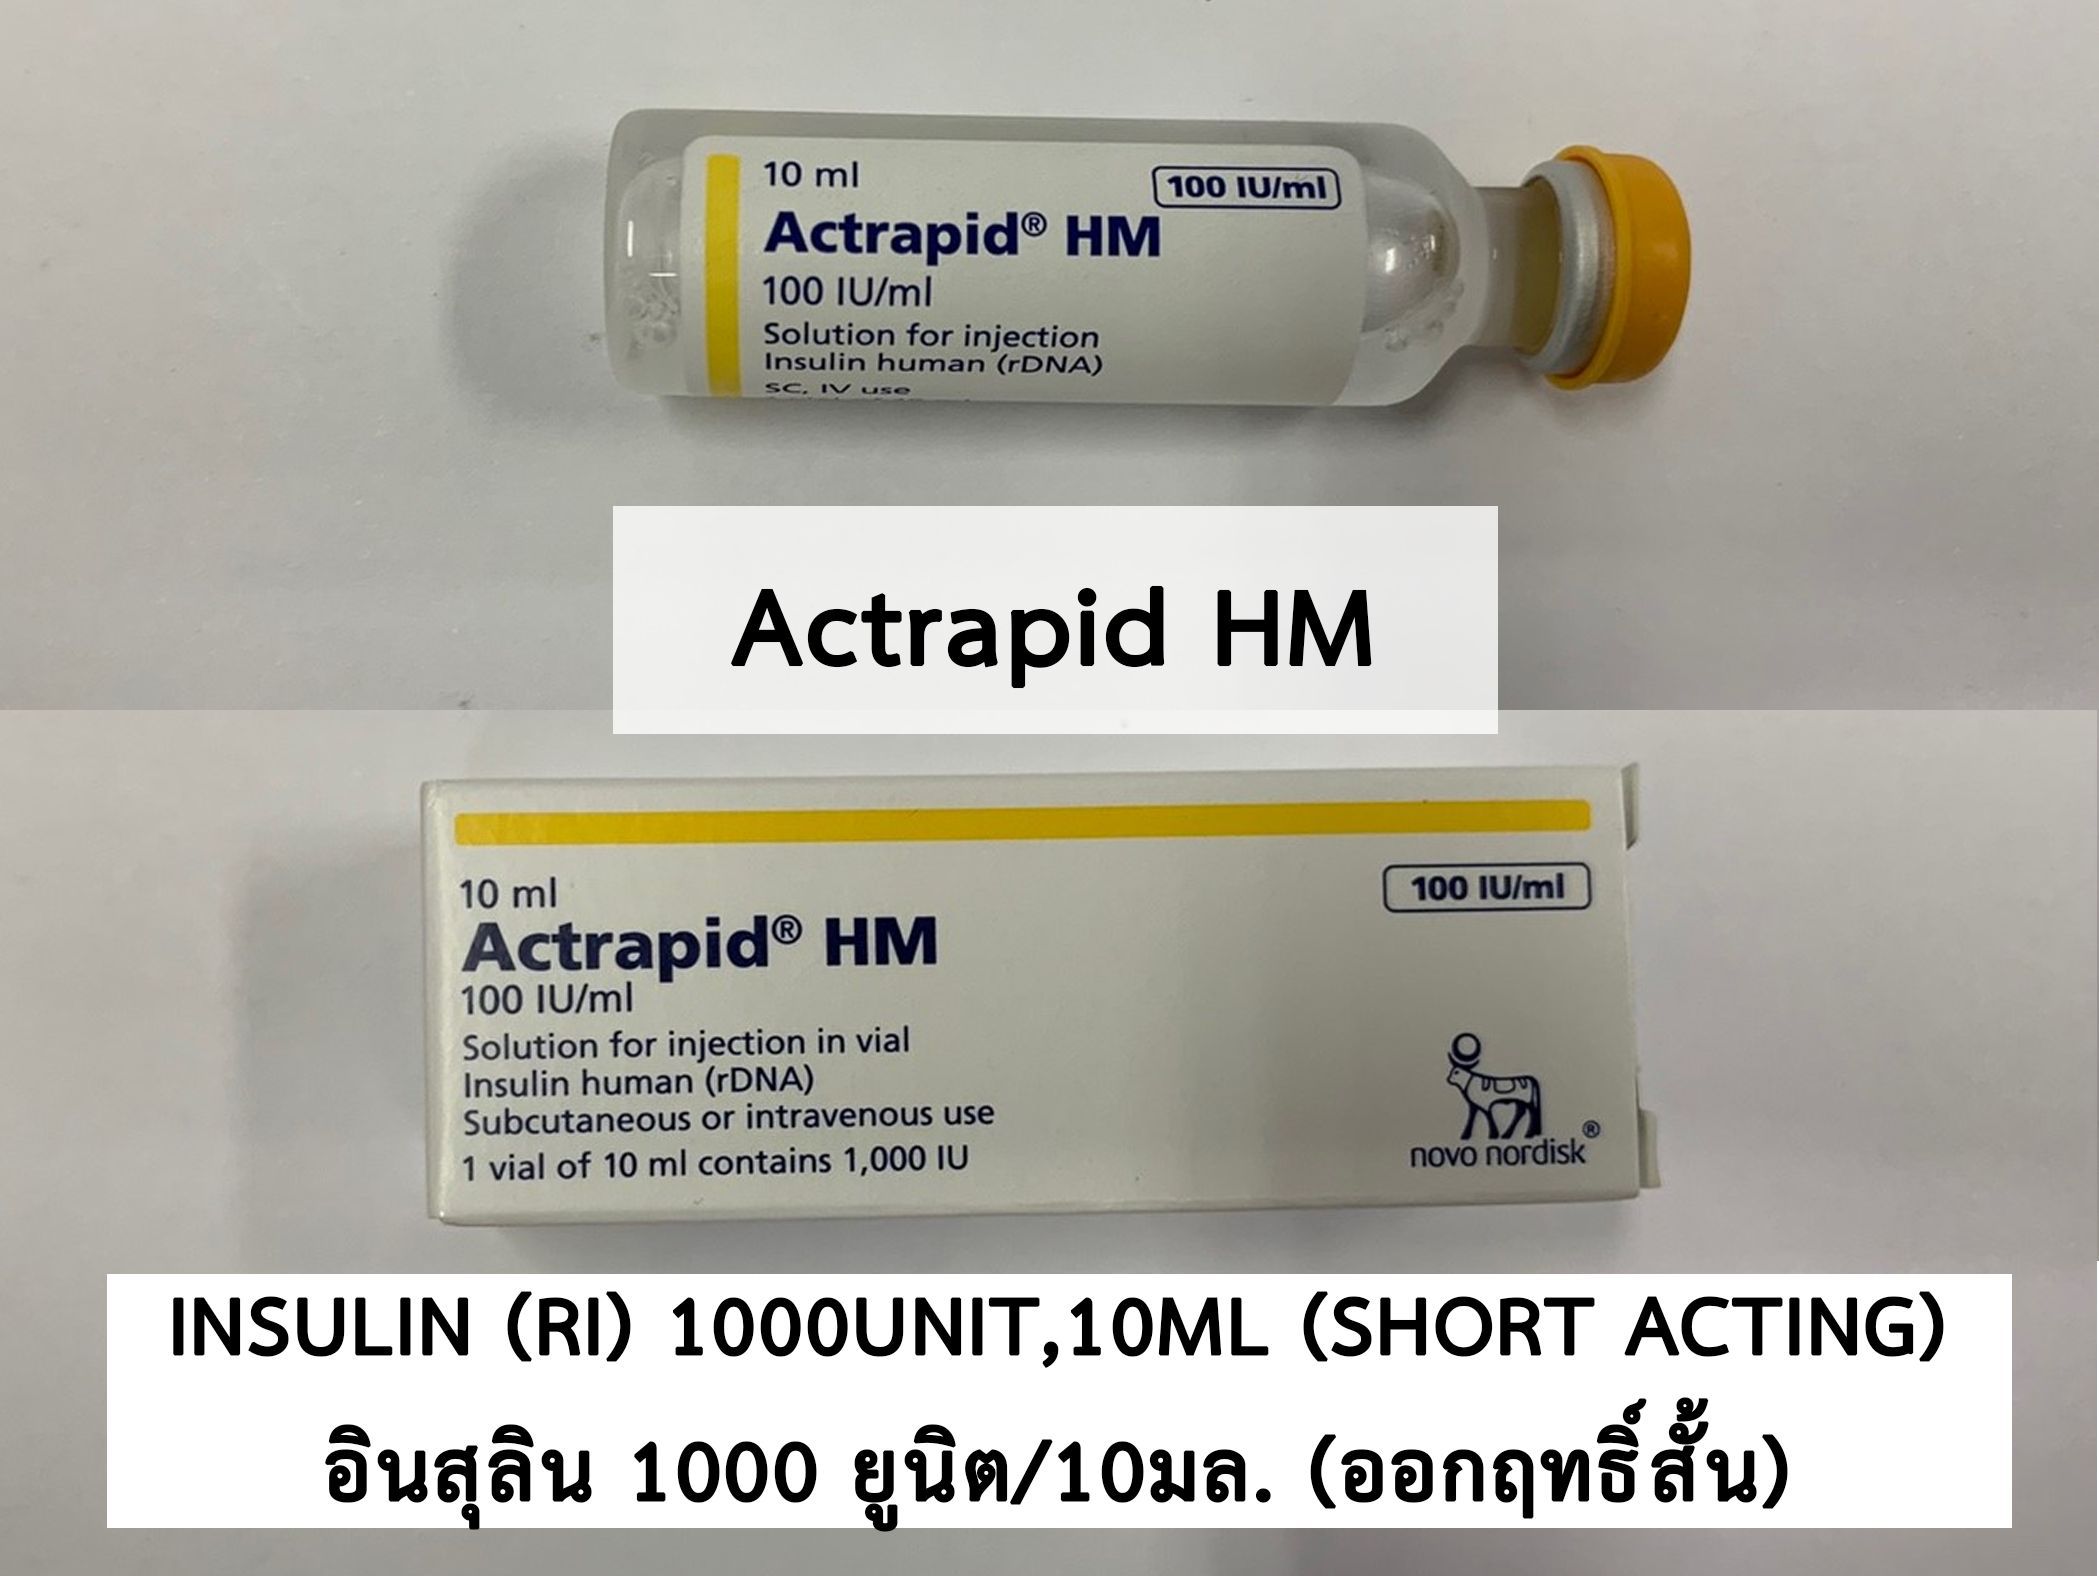 10 ml
100 IU/ml
Actrapid® HM
100 IU/ml
Solution for injection
Insulin human (rDNA)
SC, IV use
Actrapid HM
10 ml
100 IU/ml
Actrapid® HM
100 IU/ml
Solution for injection in vial
Insulin human (rDNA)
Subcutaneous or intravenous use
1 vial of 10 ml contains 1,000 IU
novo nordisk®
INSULIN (RI) 1000UNIT,10ML (SHORT ACTING)
อินสุลิน 1000 ยูนิต/10มล. (ออกฤทธิ์สั้น)